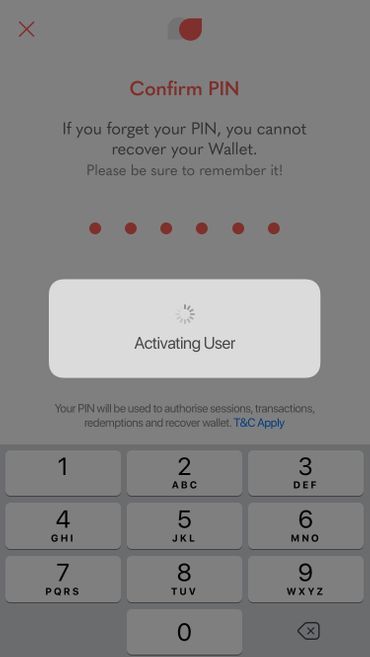 Confirm PIN
If you forget your PIN, you cannot
recover your Wallet.
Please be sure to remember it!
Activating User
Your PIN will be used to authorise sessions, transactions,
redemptions and recover wallet. T&C Apply
1 2 3
ABC DEF
4 5 6
GHI JKL MNO
7 8 9
PQRS TUV WXYZ
0